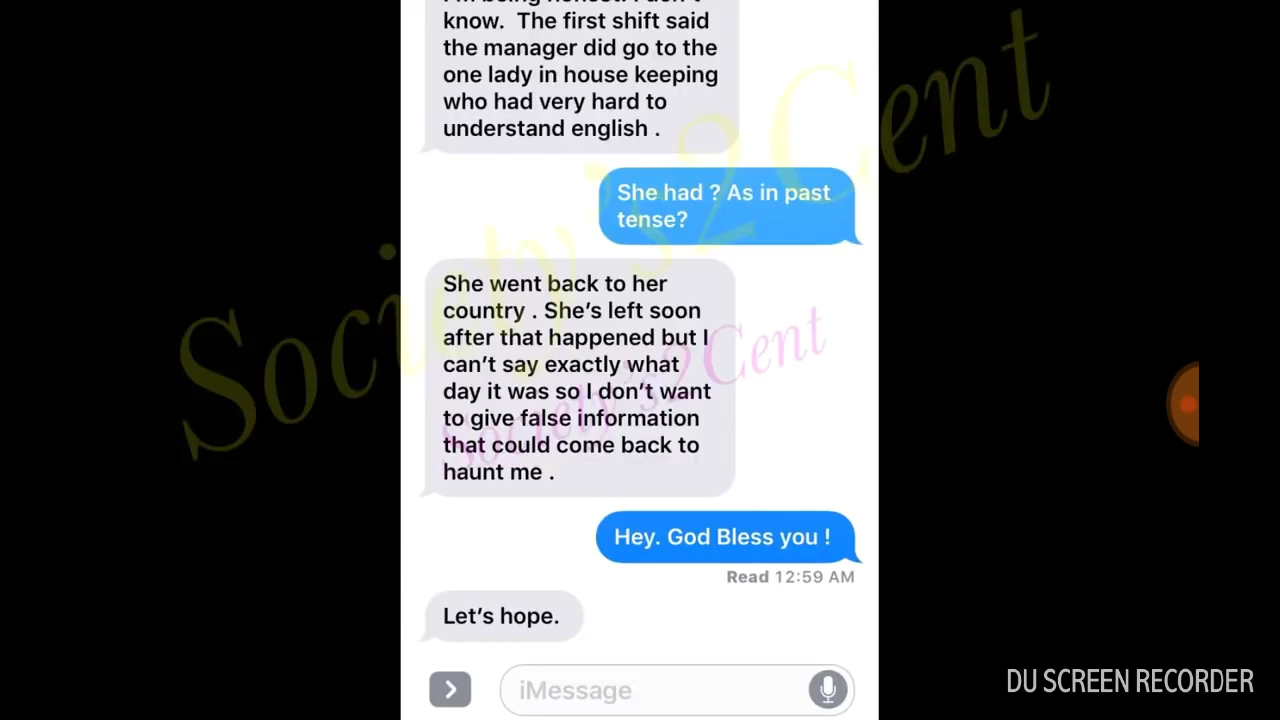 know.  The first shift said
the manager did go to the
one lady in house keeping
who had very hard to
understand english .
She had ? As in past
tense?
She went back to her
country . She’s left soon
after that happened but I
can’t say exactly what
day it was so I don’t want
to give false information
that could come back to
haunt me .
Hey. God Bless you !
Read 12:59 AM
Let’s hope.
iMessage
Society's2Cent
Society's2Cent
DU SCREEN RECORDER